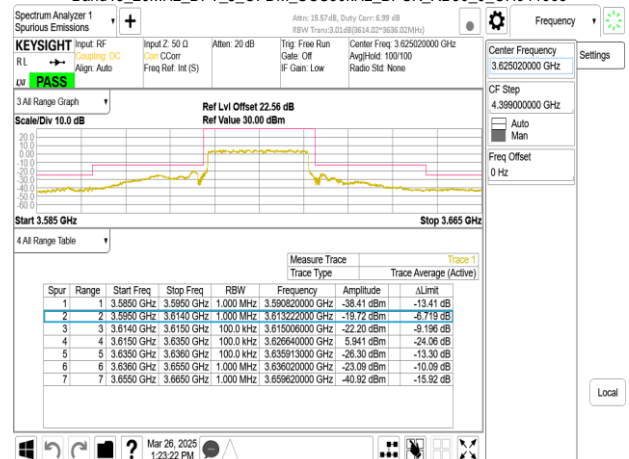 Spectrum Analyzer 1
Spurious Emissions
Attn: 15.57dB, Duty Corr: 6.99 dB
RBW Trans:3.01dB(3614.02~3636.02MHz)
Frequency
KEYSIGHT
Input: RF
Input Z: 50 Ω
Atten: 20 dB
Trig: Free Run
Center Freq: 3.625020000 GHz
RL
Coupling: DC
Corr CCorr
Gate: Off
Avg|Hold: 100/100
Align: Auto
Freq Ref: Int (S)
IF Gain: Low
Radio Std: None
LXI
PASS
Center Frequency
3.625020000 GHz
Settings
CF Step
4.399000000 GHz
Auto
Man
Freq Offset
0 Hz
3 All Range Graph
Ref Lvl Offset 22.56 dB
Scale/Div 10.0 dB
Ref Value 30.00 dBm
20.0
10.0
0.00
-10.0
-20.0
-30.0
-40.0
-50.0
-60.0
Start 3.585 GHz
Stop 3.665 GHz
4 All Range Table
Measure Trace
Trace 1
Trace Type
Trace Average (Active)
Spur Range Start Freq Stop Freq RBW Frequency Amplitude ΔLimit
1 1 3.5850 GHz 3.5950 GHz 1.000 MHz 3.590820000 GHz -38.41 dBm -13.41 dB
2 2 3.5950 GHz 3.6140 GHz 1.000 MHz 3.613222000 GHz -19.72 dBm -6.719 dB
3 3 3.6140 GHz 3.6150 GHz 100.0 kHz 3.615006000 GHz -22.20 dBm -9.196 dB
4 4 3.6150 GHz 3.6350 GHz 100.0 kHz 3.626640000 GHz 5.941 dBm -24.06 dB
5 5 3.6350 GHz 3.6360 GHz 100.0 kHz 3.635913000 GHz -26.30 dBm -13.30 dB
6 6 3.6360 GHz 3.6550 GHz 1.000 MHz 3.636020000 GHz -23.09 dBm -10.09 dB
7 7 3.6550 GHz 3.6650 GHz 1.000 MHz 3.659620000 GHz -40.92 dBm -15.92 dB
Local
Mar 26, 2025
1:23:22 PM